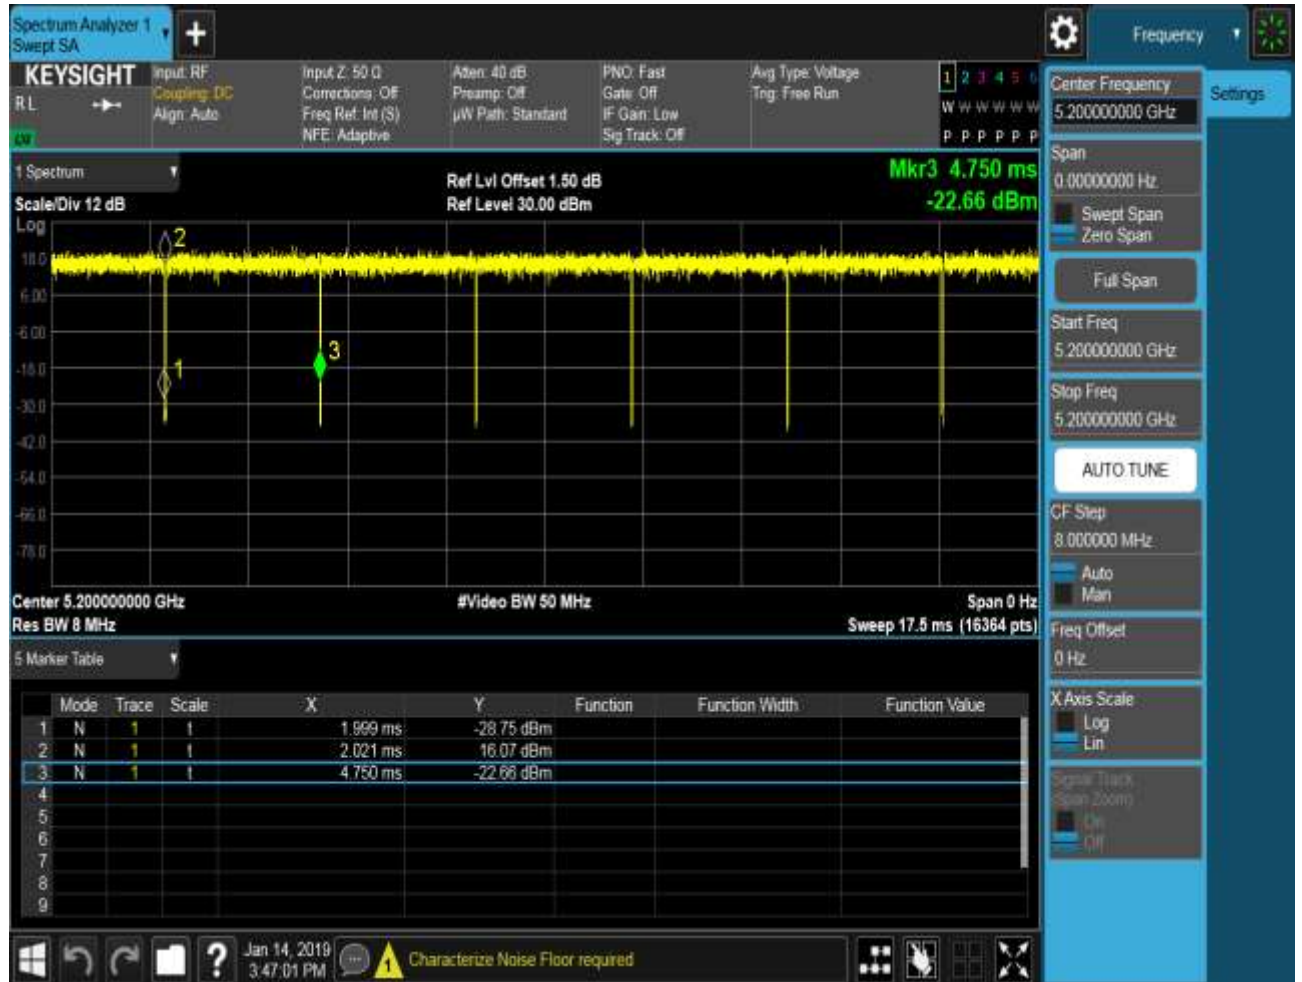 Spectrum Analyzer 1
Swept SA
Frequency
KEYSIGHT
RL
Input: RF
Coupling: DC
Align: Auto
Input Z: 50 Ω
Corrections: Off
Freq Ref: Int (S)
NFE: Adaptive
Atten: 40 dB
Preamp: Off
µW Path: Standard
PNO: Fast
Gate: Off
IF Gain: Low
Sig Track: Off
Avg Type: Voltage
Trig: Free Run
1 2 3 4 5 6
W W W W W W
P P P P P P
1 Spectrum
Scale/Div 12 dB
Ref Lvl Offset 1.50 dB
Ref Level 30.00 dBm
Mkr3 4.750 ms
-22.66 dBm
Log
18.0
6.00
-6.00
-18.0
-30.0
-42.0
-54.0
-66.0
-78.0
2
1
3
Center 5.200000000 GHz
Res BW 8 MHz
#Video BW 50 MHz
Span 0 Hz
Sweep 17.5 ms (16364 pts)
5 Marker Table
Mode Trace Scale X Y Function Function Width Function Value
1 N 1 t 1.999 ms -28.75 dBm
2 N 1 t 2.021 ms 16.07 dBm
3 N 1 t 4.750 ms -22.66 dBm
4
5
6
7
8
9
Jan 14, 2019
3:47:01 PM
1
Characterize Noise Floor required
?
Center Frequency
5.200000000 GHz
Settings
Span
0.00000000 Hz
Swept Span
Zero Span
Full Span
Start Freq
5.200000000 GHz
Stop Freq
5.200000000 GHz
AUTO TUNE
CF Step
8.000000 MHz
Auto
Man
Freq Offset
0 Hz
X Axis Scale
Log
Lin
Signal Track
(Span Zoom)
On
Off